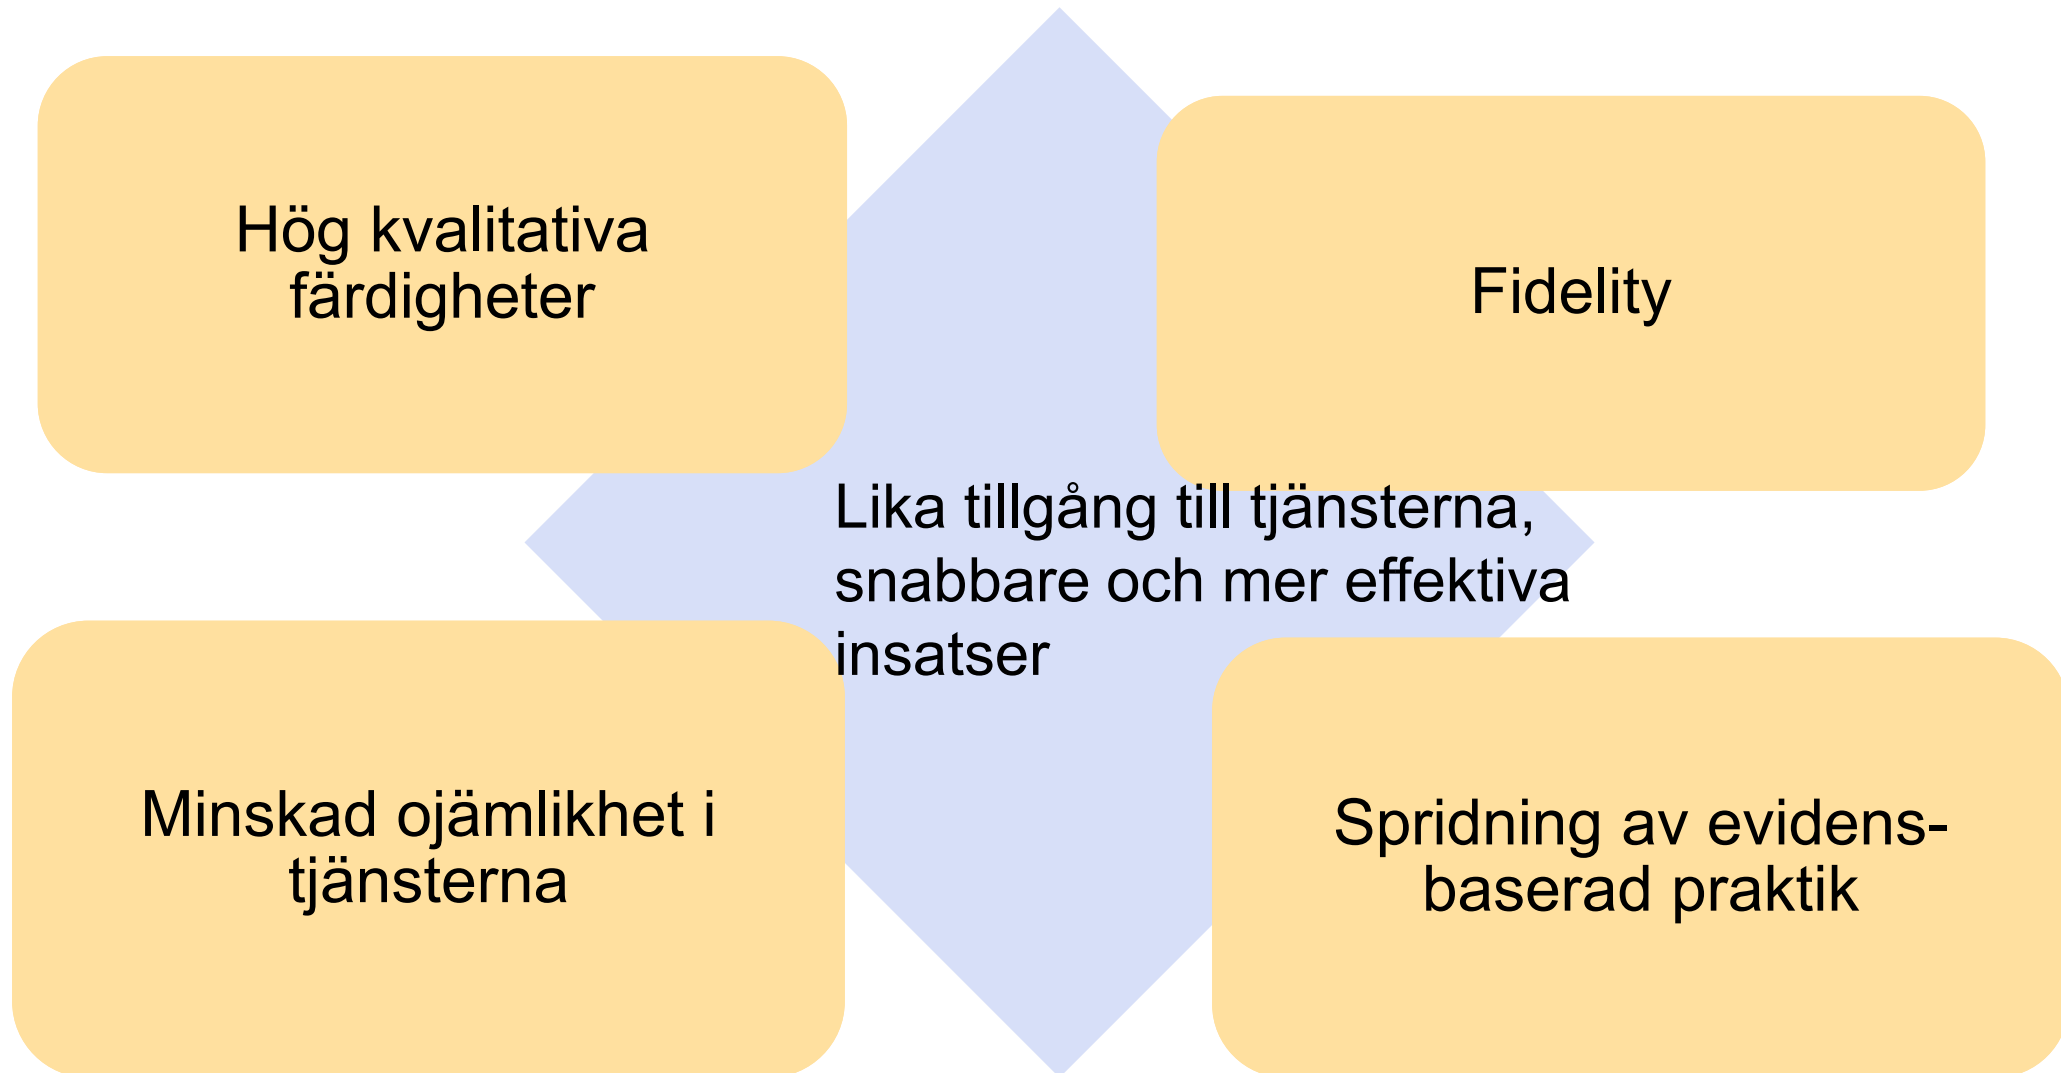 Hög kvalitativa
färdigheter
Fidelity
Lika tillgång till tjänsterna,
snabbare och mer effektiva
insatser
Minskad ojämlikhet i
tjänsterna
Spridning av evidens-
baserad praktik